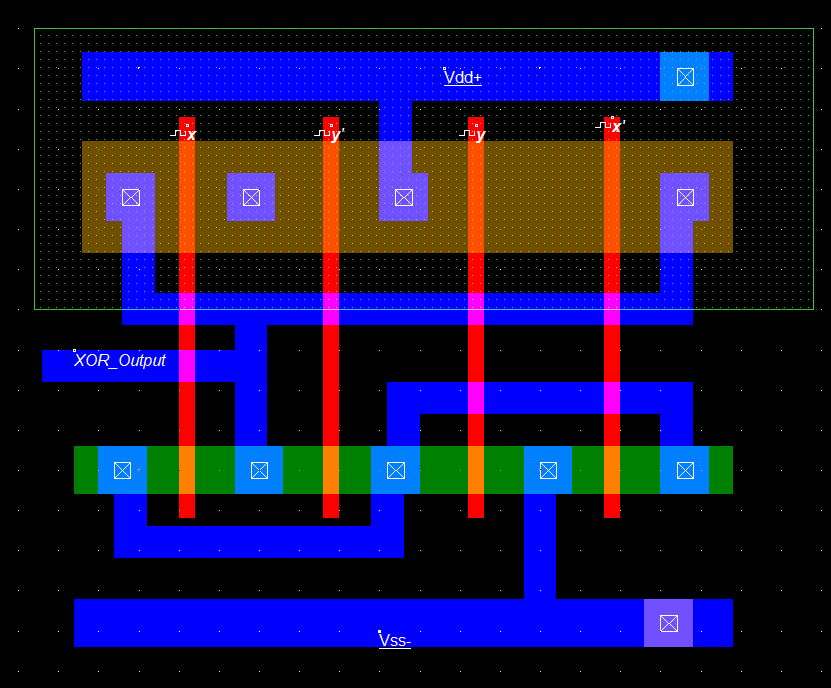 Vdd+
x
y'
y
x'
XOR_Output
Vss-